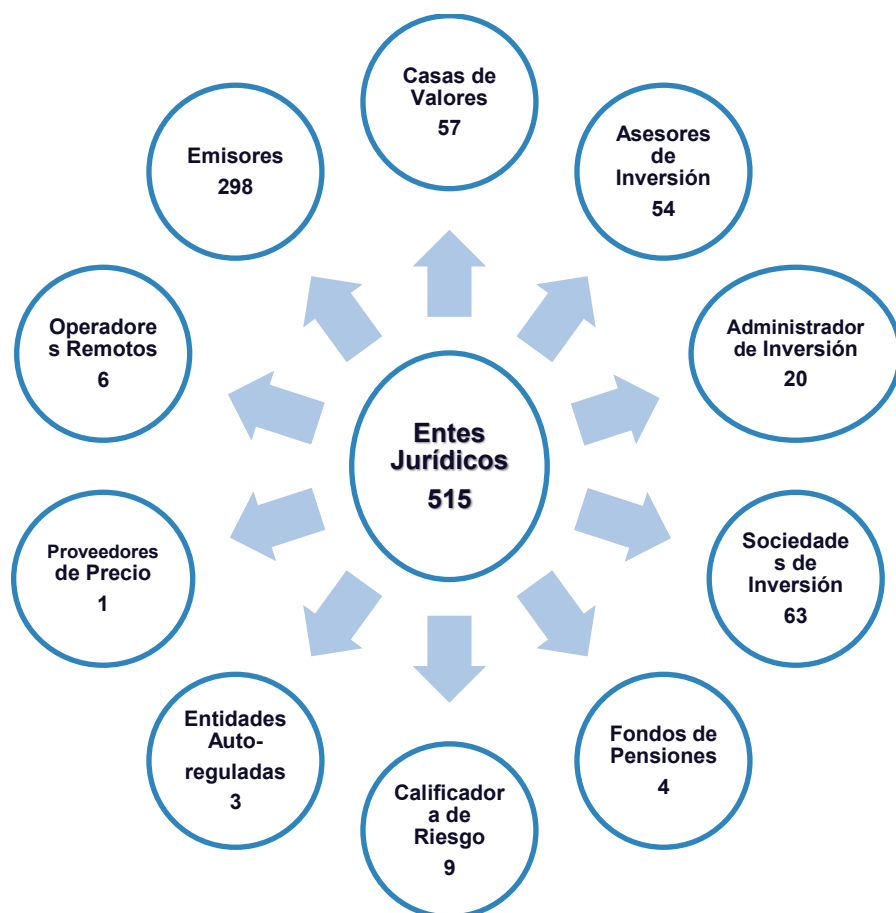 Casas de
Valores
57
Asesores
de
Inversión
54
Administrador
de Inversión
20
Sociedade
s de
Inversión
63
Fondos de
Pensiones
4
Calificador
a de
Riesgo
9
Entidades
Auto-
reguladas
3
Proveedores
de Precio
1
Operadore
s Remotos
6
Emisores
298
Entes
Jurídicos
515